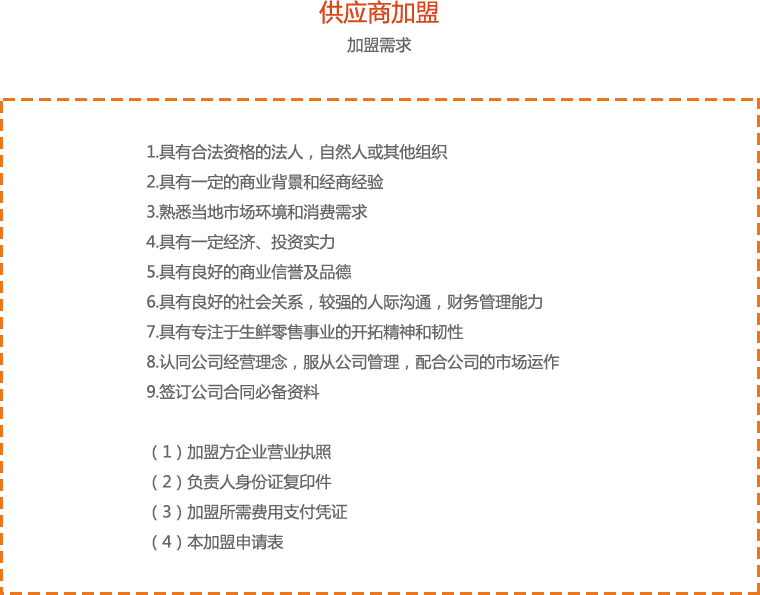 供应商加盟
加盟需求
1.具有合法资格的法人，自然人或其他组织
2.具有一定的商业背景和经商经验
3.熟悉当地市场环境和消费需求
4.具有一定经济、投资实力
5.具有良好的商业信誉及品德
6.具有良好的社会关系，较强的人际沟通，财务管理能力
7.具有专注于生鲜零售事业的开拓精神和韧性
8.认同公司经营理念，服从公司管理，配合公司的市场运作
9.签订公司合同必备资料
（1）加盟方企业营业执照
（2）负责人身份证复印件
（3）加盟所需费用支付凭证
（4）本加盟申请表